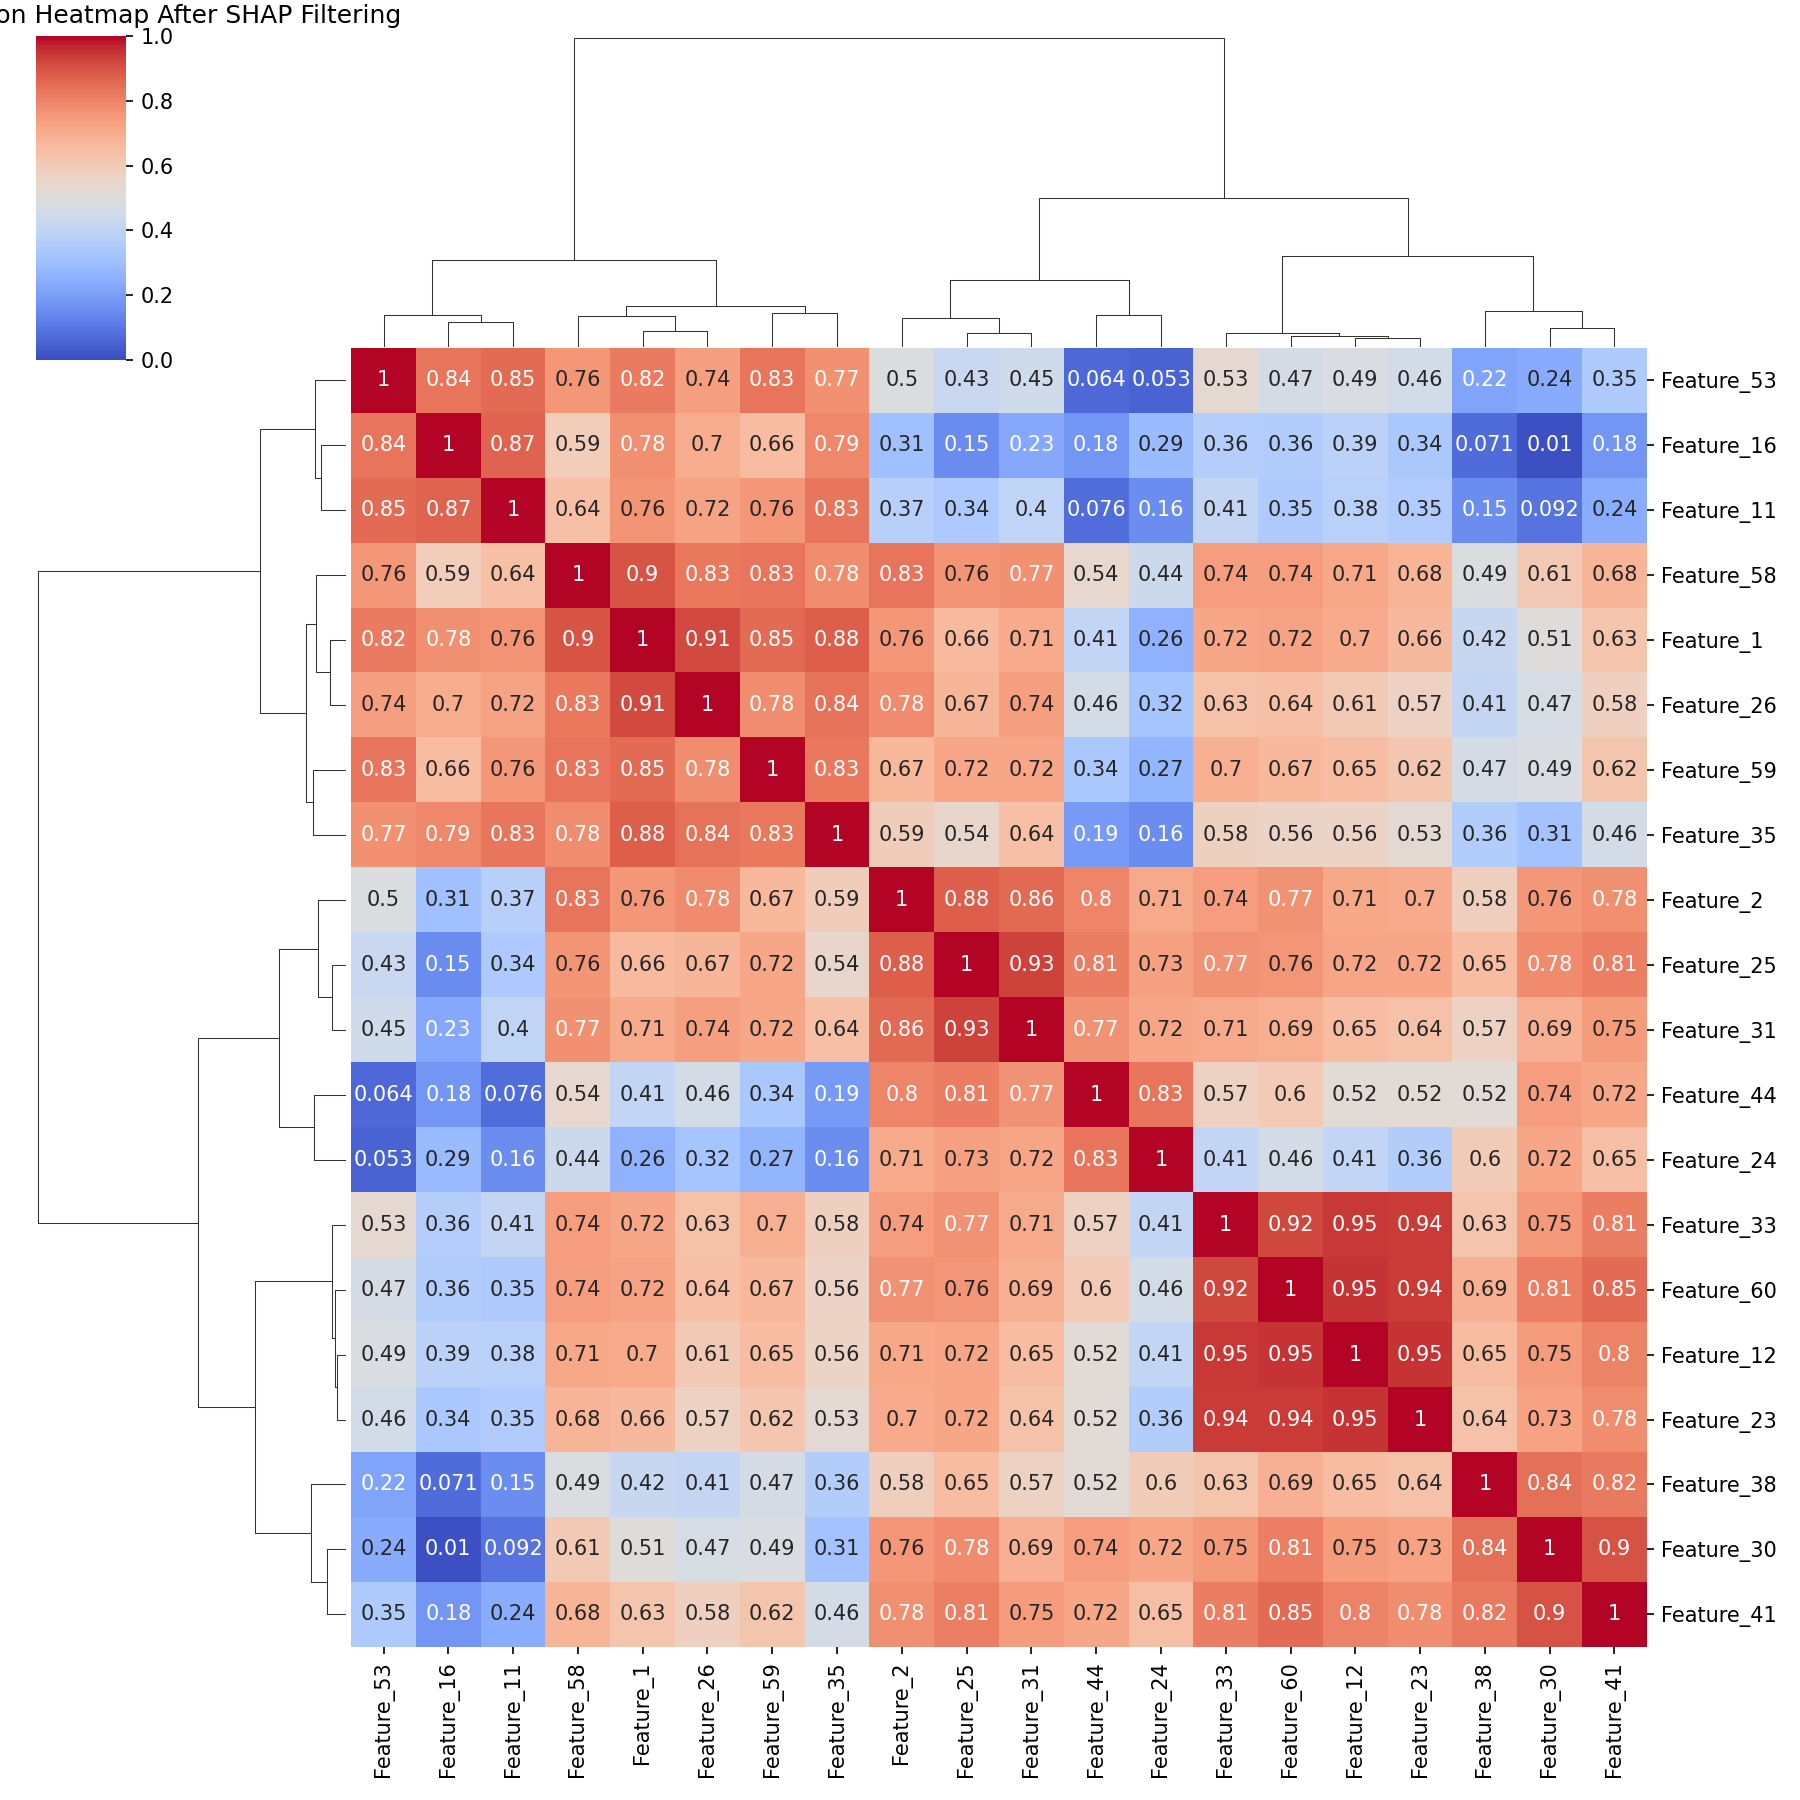 on Heatmap After SHAP Filtering
1.0
0.8
0.6
0.4
0.2
0.0
1 0.84 0.85 0.76 0.82 0.74 0.83 0.77 0.5 0.43 0.45 0.064 0.053 0.53 0.47 0.49 0.46 0.22 0.24 0.35 Feature_53
0.84 1 0.87 0.59 0.78 0.7 0.66 0.79 0.31 0.15 0.23 0.18 0.29 0.36 0.36 0.39 0.34 0.071 0.01 0.18 Feature_16
0.85 0.87 1 0.64 0.76 0.72 0.76 0.83 0.37 0.34 0.4 0.076 0.16 0.41 0.35 0.38 0.35 0.15 0.092 0.24 Feature_11
0.76 0.59 0.64 1 0.9 0.83 0.83 0.78 0.83 0.76 0.77 0.54 0.44 0.74 0.74 0.71 0.68 0.49 0.61 0.68 Feature_58
0.82 0.78 0.76 0.9 1 0.91 0.85 0.88 0.76 0.66 0.71 0.41 0.26 0.72 0.72 0.7 0.66 0.42 0.51 0.63 Feature_1
0.74 0.7 0.72 0.83 0.91 1 0.78 0.84 0.78 0.67 0.74 0.46 0.32 0.63 0.64 0.61 0.57 0.41 0.47 0.58 Feature_26
0.83 0.66 0.76 0.83 0.85 0.78 1 0.83 0.67 0.72 0.72 0.34 0.27 0.7 0.67 0.65 0.62 0.47 0.49 0.62 Feature_59
0.77 0.79 0.83 0.78 0.88 0.84 0.83 1 0.59 0.54 0.64 0.19 0.16 0.58 0.56 0.56 0.53 0.36 0.31 0.46 Feature_35
0.5 0.31 0.37 0.83 0.76 0.78 0.67 0.59 1 0.88 0.86 0.8 0.71 0.74 0.77 0.71 0.7 0.58 0.76 0.78 Feature_2
0.43 0.15 0.34 0.76 0.66 0.67 0.72 0.54 0.88 1 0.93 0.81 0.73 0.77 0.76 0.72 0.72 0.65 0.78 0.81 Feature_25
0.45 0.23 0.4 0.77 0.71 0.74 0.72 0.64 0.86 0.93 1 0.77 0.72 0.71 0.69 0.65 0.64 0.57 0.69 0.75 Feature_31
0.064 0.18 0.076 0.54 0.41 0.46 0.34 0.19 0.8 0.81 0.77 1 0.83 0.57 0.6 0.52 0.52 0.52 0.74 0.72 Feature_44
0.053 0.29 0.16 0.44 0.26 0.32 0.27 0.16 0.71 0.73 0.72 0.83 1 0.41 0.46 0.41 0.36 0.6 0.72 0.65 Feature_24
0.53 0.36 0.41 0.74 0.72 0.63 0.7 0.58 0.74 0.77 0.71 0.57 0.41 1 0.92 0.95 0.94 0.63 0.75 0.81 Feature_33
0.47 0.36 0.35 0.74 0.72 0.64 0.67 0.56 0.77 0.76 0.69 0.6 0.46 0.92 1 0.95 0.94 0.69 0.81 0.85 Feature_60
0.49 0.39 0.38 0.71 0.7 0.61 0.65 0.56 0.71 0.72 0.65 0.52 0.41 0.95 0.95 1 0.95 0.65 0.75 0.8 Feature_12
0.46 0.34 0.35 0.68 0.66 0.57 0.62 0.53 0.7 0.72 0.64 0.52 0.36 0.94 0.94 0.95 1 0.64 0.73 0.78 Feature_23
0.22 0.071 0.15 0.49 0.42 0.41 0.47 0.36 0.58 0.65 0.57 0.52 0.6 0.63 0.69 0.65 0.64 1 0.84 0.82 Feature_38
0.24 0.01 0.092 0.61 0.51 0.47 0.49 0.31 0.76 0.78 0.69 0.74 0.72 0.75 0.81 0.75 0.73 0.84 1 0.9 Feature_30
0.35 0.18 0.24 0.68 0.63 0.58 0.62 0.46 0.78 0.81 0.75 0.72 0.65 0.81 0.85 0.8 0.78 0.82 0.9 1 Feature_41
Feature_53 Feature_16 Feature_11 Feature_58 Feature_1 Feature_26 Feature_59 Feature_35 Feature_2 Feature_25 Feature_31 Feature_44 Feature_24 Feature_33 Feature_60 Feature_12 Feature_23 Feature_38 Feature_30 Feature_41